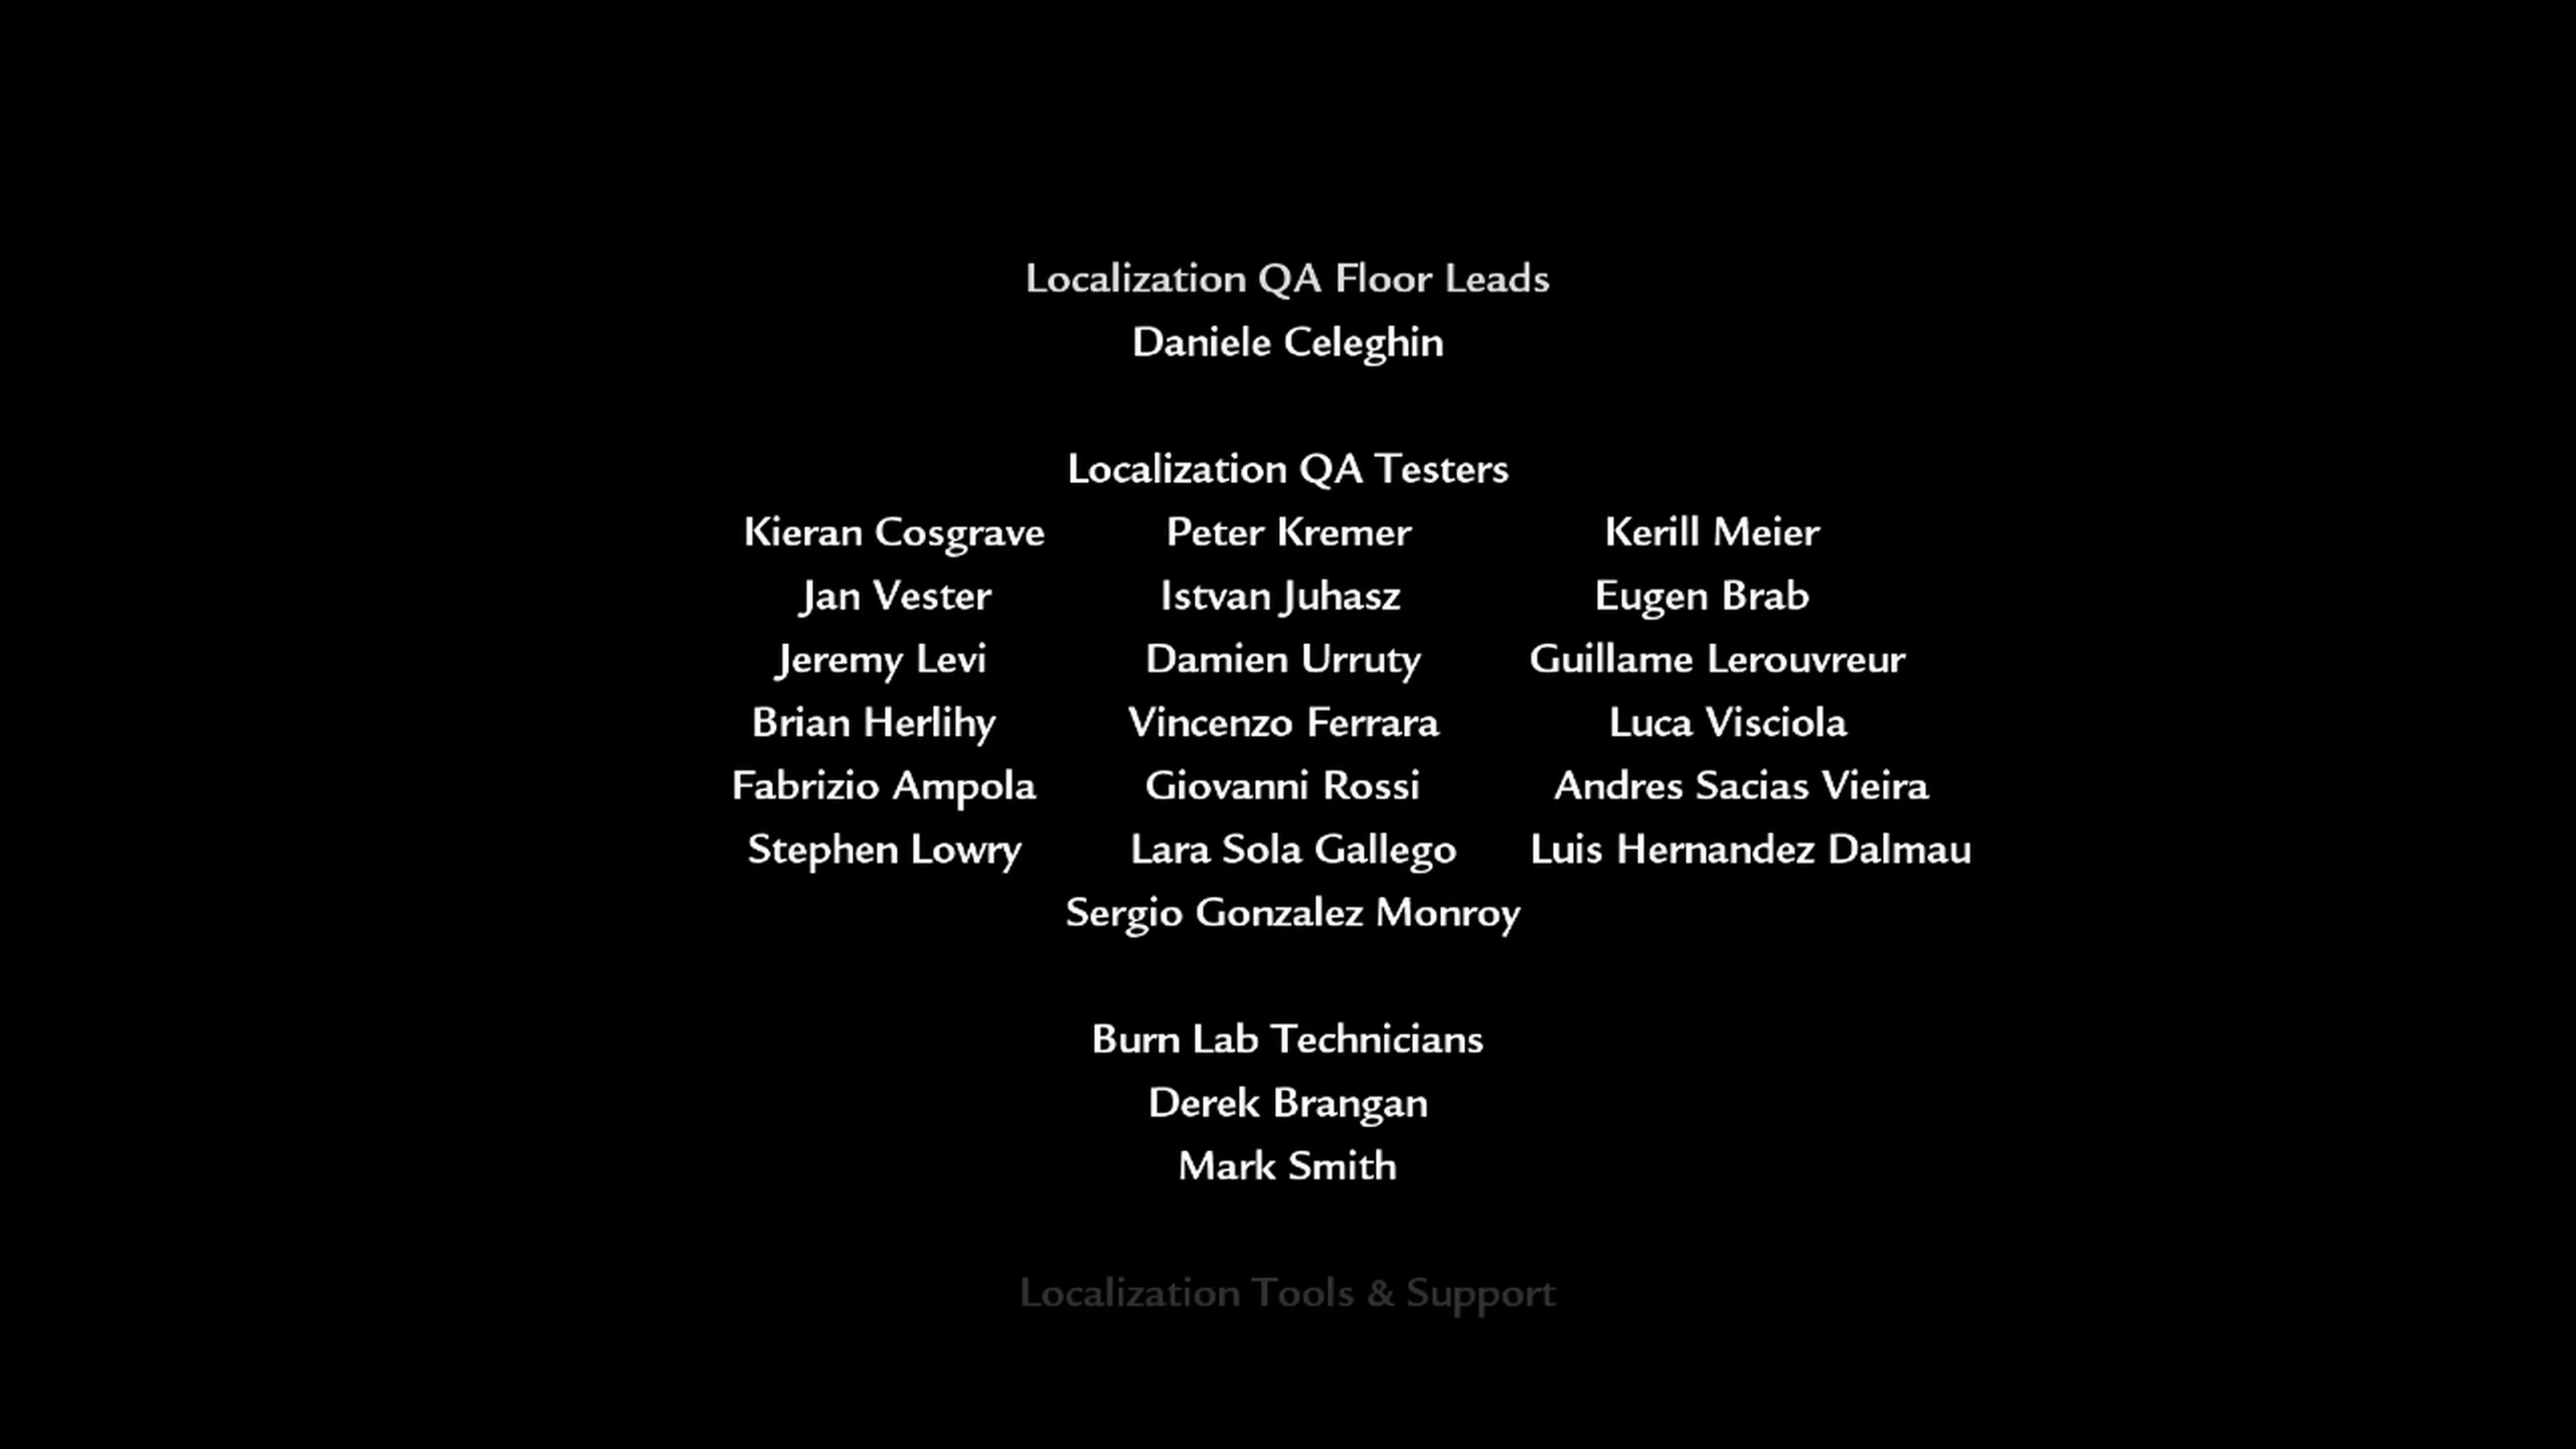 Localization QA Floor Leads
Daniele Celeghin
Localization QA Testers
Kieran Cosgrave Peter Kremer Kerill Meier
Jan Vester Istvan Juhasz Eugen Brab
Jeremy Levi Damien Urruty Guillame Lerouvreur
Brian Herlihy Vincenzo Ferrara Luca Visciola
Fabrizio Ampola Giovanni Rossi Andres Sacias Vieira
Stephen Lowry Lara Sola Gallego Luis Hernandez Dalmau
Sergio Gonzalez Monroy
Burn Lab Technicians
Derek Brangan
Mark Smith
Localization Tools & Support